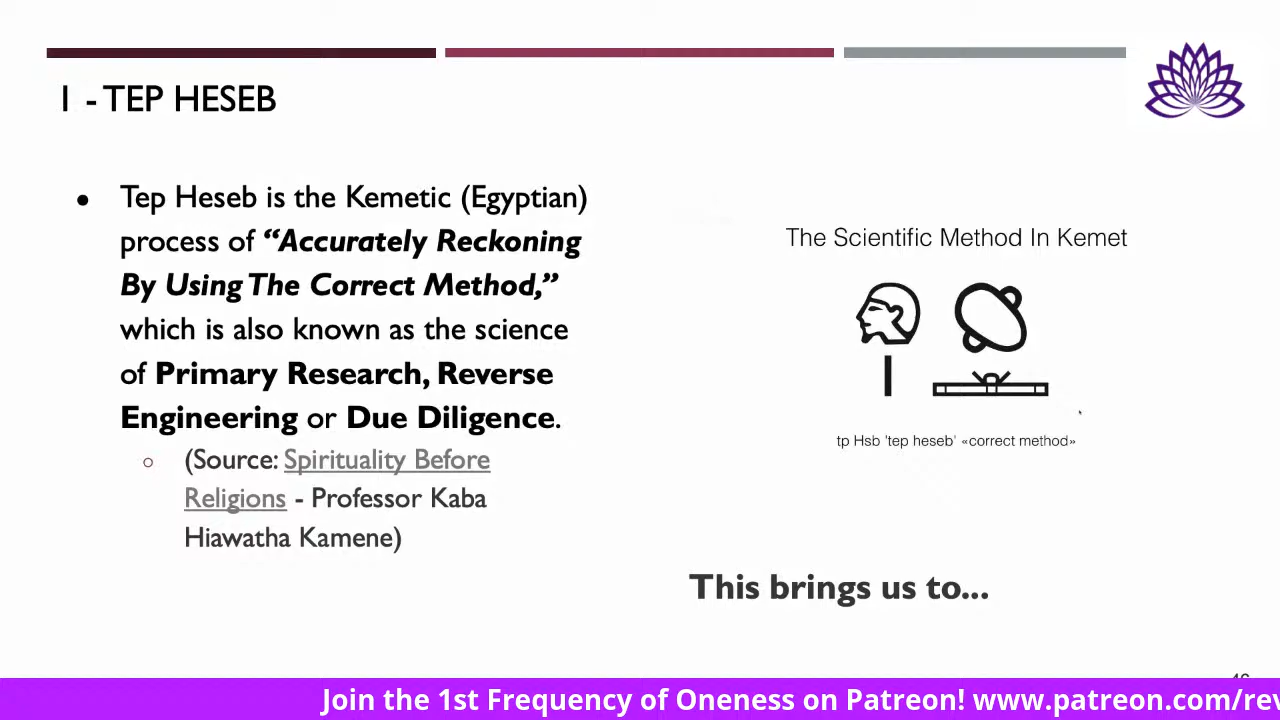 1 - TEP HESEB
● Tep Heseb is the Kemetic (Egyptian)
process of “Accurately Reckoning
By Using The Correct Method,”
which is also known as the science
of Primary Research, Reverse
Engineering or Due Diligence.
○ (Source: Spirituality Before
Religions - Professor Kaba
Hiawatha Kamene)
The Scientific Method In Kemet
tp Hsb 'tep heseb' «correct method»
This brings us to...
Join the 1st Frequency of Oneness on Patreon! www.patreon.com/rev